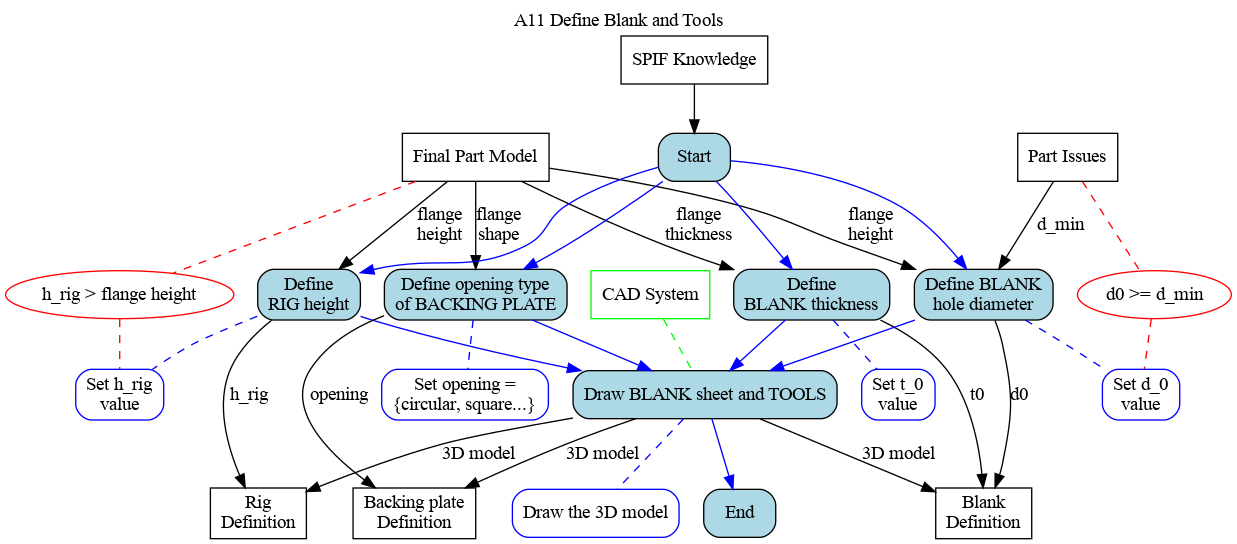 A11 Define Blank and Tools
SPIF Knowledge
Final Part Model
Start
Part Issues
flange
height
flange
shape
flange
thickness
flange
height
d_min
h_rig > flange height
Define
RIG height
Define opening type
of BACKING PLATE
CAD System
Define
BLANK thickness
Define BLANK
hole diameter
d0 >= d_min
Set h_rig
value
h_rig
opening
Set opening =
{circular, square...}
Draw BLANK sheet and TOOLS
Set t_0
value
t0
d0
Set d_0
value
3D model
3D model
3D model
Rig
Definition
Backing plate
Definition
Draw the 3D model
End
Blank
Definition